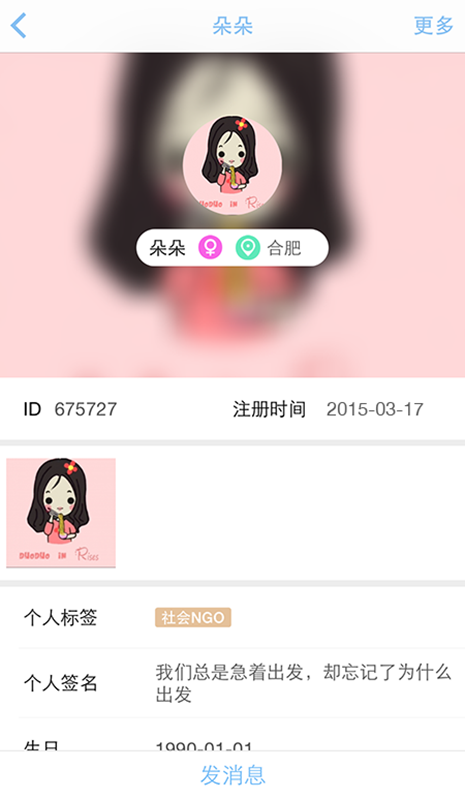 朵朵
更多
DUODUO IN R
朵朵
合肥
ID 675727
注册时间 2015-03-17
DUODUO IN
个人标签
社会NGO
个人签名
我们总是急着出发，却忘记了为什么
出发
生日
1990-01-01
发消息